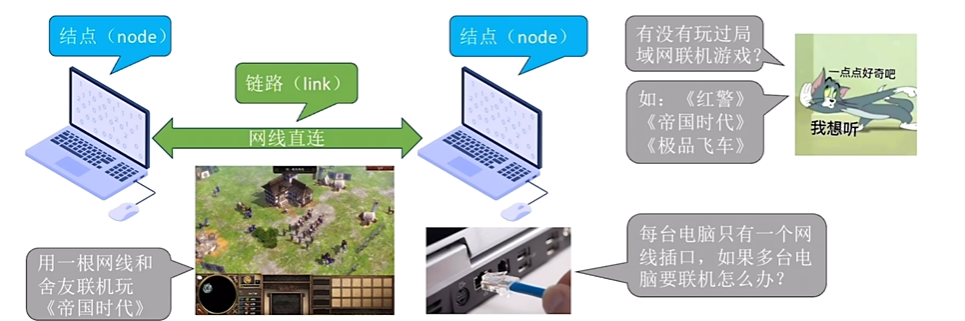 结点（node）
结点（node）
链路（link）
网线直连
有没有玩过局
域网联机游戏？
如：《红警》
《帝国时代》
《极品飞车》
一点点好奇吧
我想听
用一根网线和
舍友联机玩
《帝国时代》
每台电脑只有一个网
线插口，如果多台电
脑要联机怎么办？